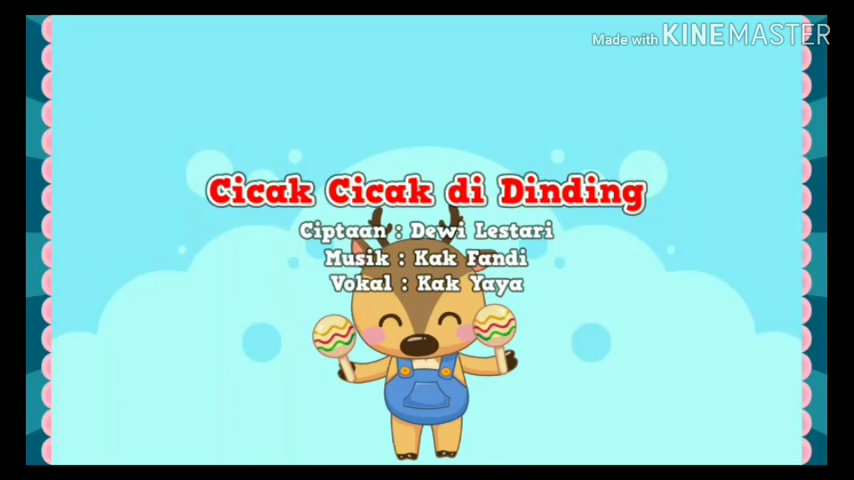 Made with KINEMASTER
Cicak Cicak di Dinding
Ciptaan : Dewi Lestari
Musik : Kak Fandi
Vokal : Kak Yaya